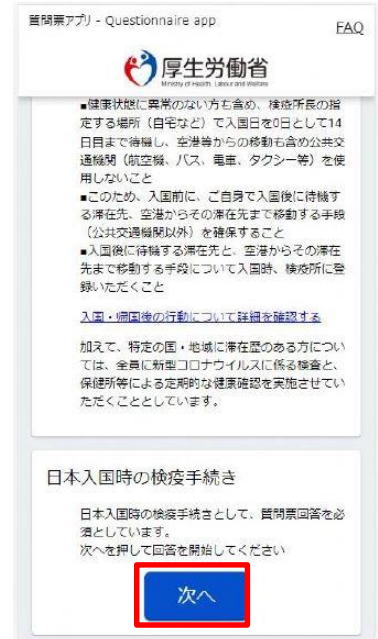 質問票アプリ - Questionnaire app
FAQ
厚生労働省
Ministry of Health, Labour and Welfare
■健康状態に異常のない方も含め、検疫所長の指
定する場所（自宅など）で入国日を0日として14
日目まで待機し、空港等からの移動も含め公共交
通機関（航空機、バス、電車、タクシー等）を使
用しないこと
■このため、入国前に、ご自身で入国後に待機す
る滞在先、空港からその滞在先まで移動する手段
（公共交通機関以外）を確保すること
■入国後に待機する滞在先と、空港からその滞在
先まで移動する手段について入国時、検疫所に登
録いただくこと
入国・帰国後の行動について詳細を確認する
加えて、特定の国・地域に滞在歴のある方につい
ては、全員に新型コロナウイルスに係る検査と、
保健所等による定期的な健康確認を実施させてい
ただくこととしています。
日本入国時の検疫手続き
日本入国時の検疫手続きとして、質問票回答を必
須としています。
次へを押して回答を開始してください
次へ